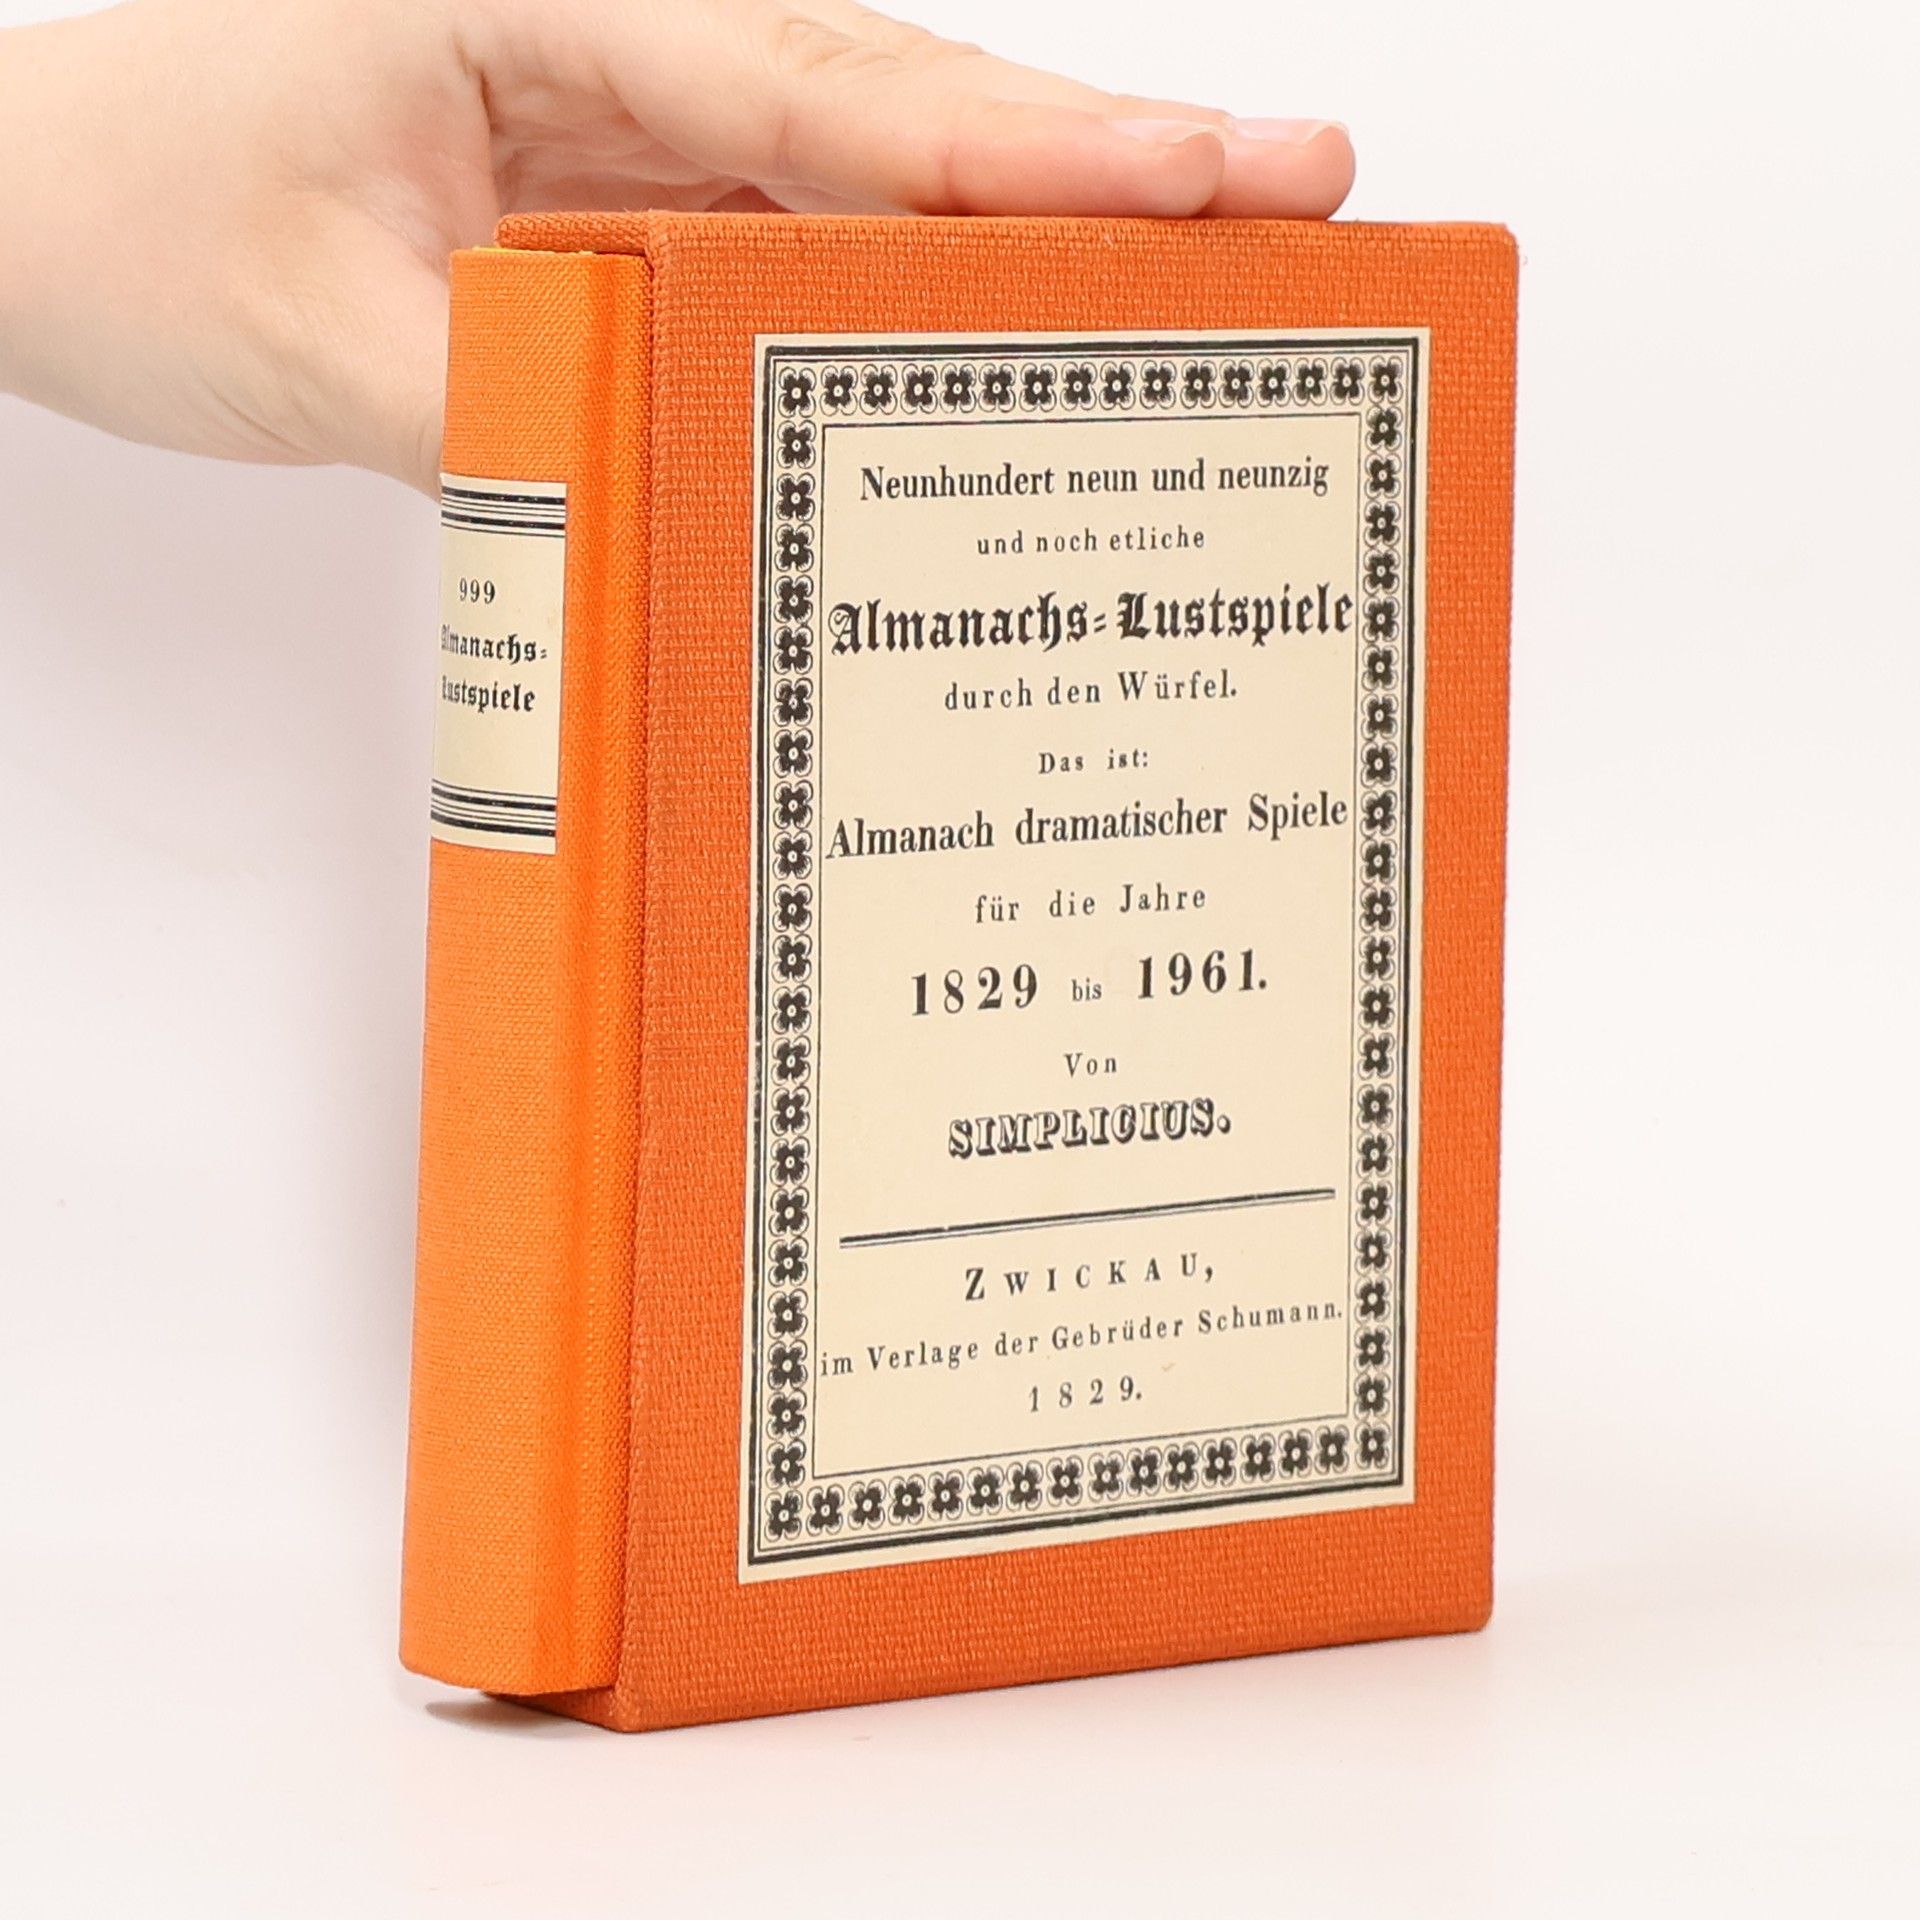 999
Almanachs-
Lustspiele
Neunhundert neun und neunzig
und noch etliche
Almanachs-Lustspiele
durch den Würfel.
Das ist:
Almanach dramatischer Spiele
für die Jahre
1829 bis 1961.
Von
SIMPLICIUS.
ZWICKAU,
im Verlage der Gebrüder Schumann.
1829.